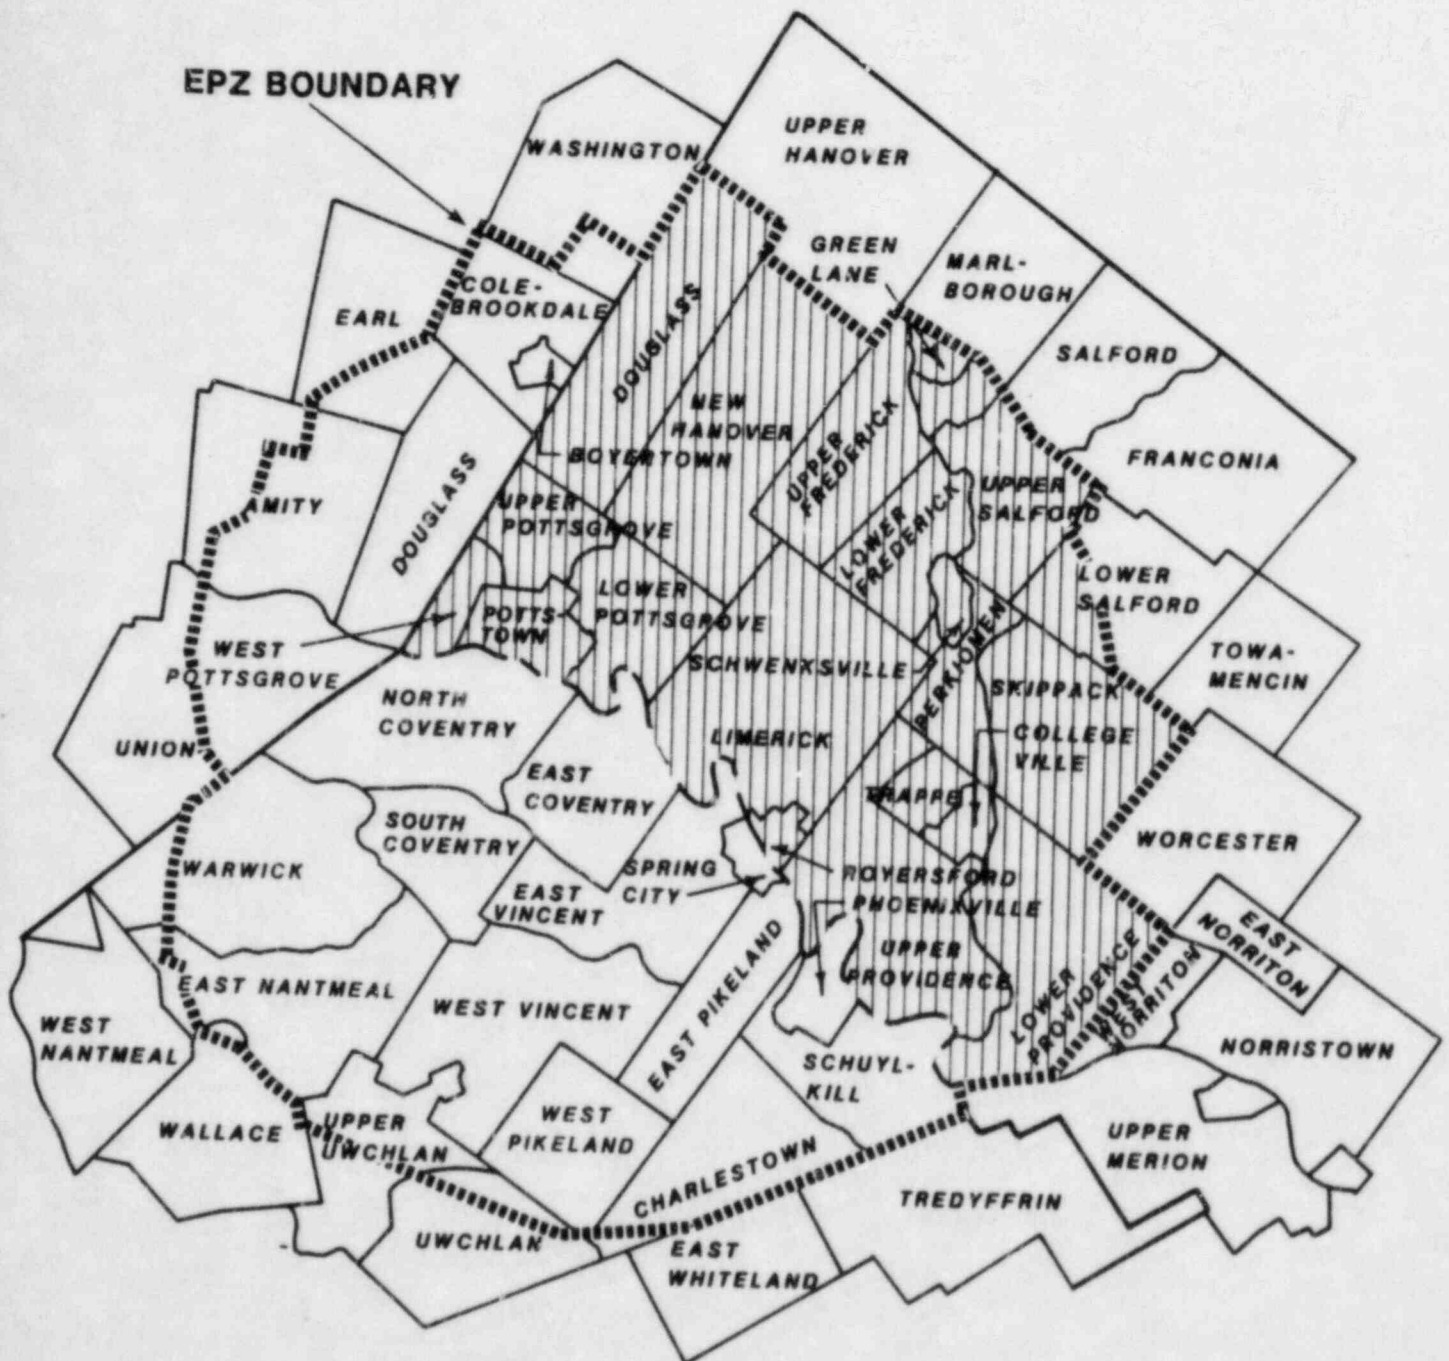 EPZ BOUNDARY
WASHINGTON
UPPER
HANOVER
GREEN
LANE
MARL-
BOROUGH
COLE-
BROOKDALE
EARL
DOUGLASS
SALFORD
NEW
HANOVER
UPPER
FREDERICK
FRANCONIA
BOYERTOWN
AMITY
DOUGLASS
UPPER
POTTSGROVE
LOWER
FREDERICK
UPPER
SALFORD
LOWER
SALFORD
POTTS
TOWN
LOWER
POTTSGROVE
WEST
POTTSGROVE
SCHWENKSVILLE
PERKIOMEN
SKIPPACK
TOWA-
MENCIN
NORTH
COVENTRY
UNION
LIMERICK
COLLEGE
VILLE
EAST
COVENTRY
TRAPPE
SOUTH
COVENTRY
WORCESTER
WARWICK
SPRING
CITY
EAST
VINCENT
ROYERSFORD
PHOENIXVILLE
EAST
NORRITON
UPPER
PROVIDENCE
LOWER
PROVIDENCE
WEST
NORRITON
EAST NANTMEAL
WEST VINCENT
EAST PIKELAND
WEST
NANTMEAL
NORRISTOWN
SCHUYL-
KILL
WALLACE
UPPER
UWCHLAN
WEST
PIKELAND
UPPER
MERION
CHARLESTOWN
TREDYFFRIN
UWCHLAN
EAST
WHITELAND